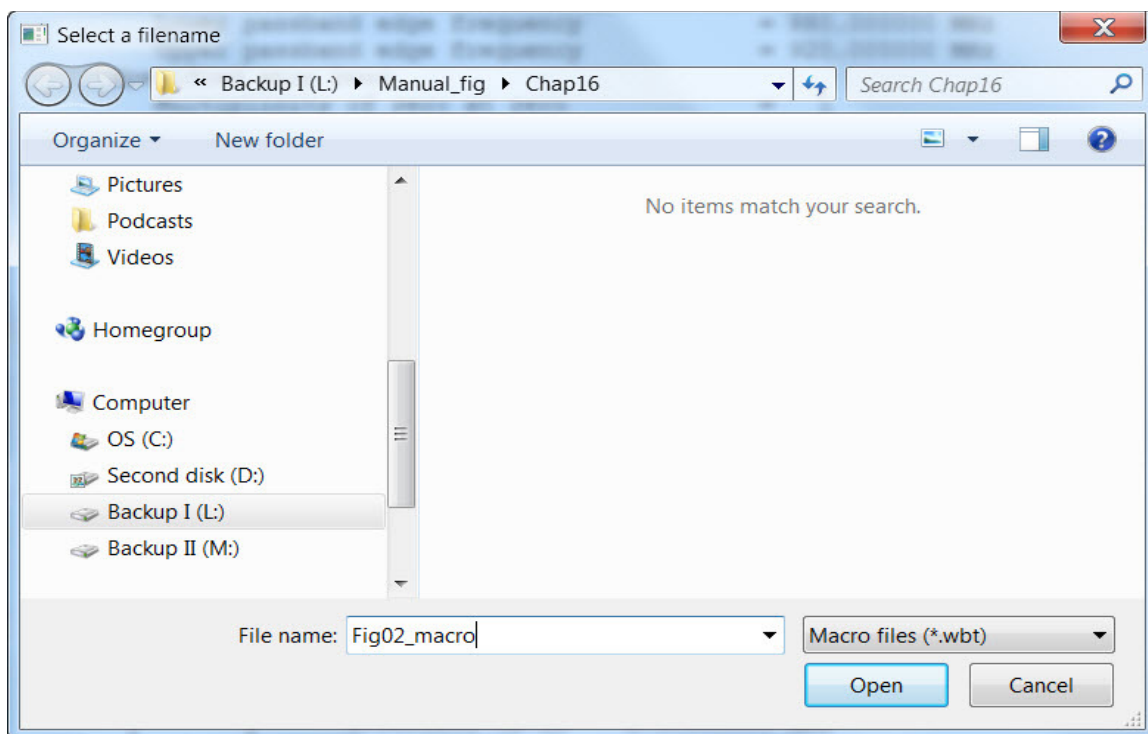 Select a filename
« Backup I (L:) ▸ Manual_fig ▸ Chap16 Search Chap16
Organize New folder
Pictures
Podcasts
Videos
No items match your search.
Homegroup
Computer
OS (C:)
Second disk (D:)
Backup I (L:)
Backup II (M:)
File name: Fig02_macro Macro files (*.wbt)
Open Cancel